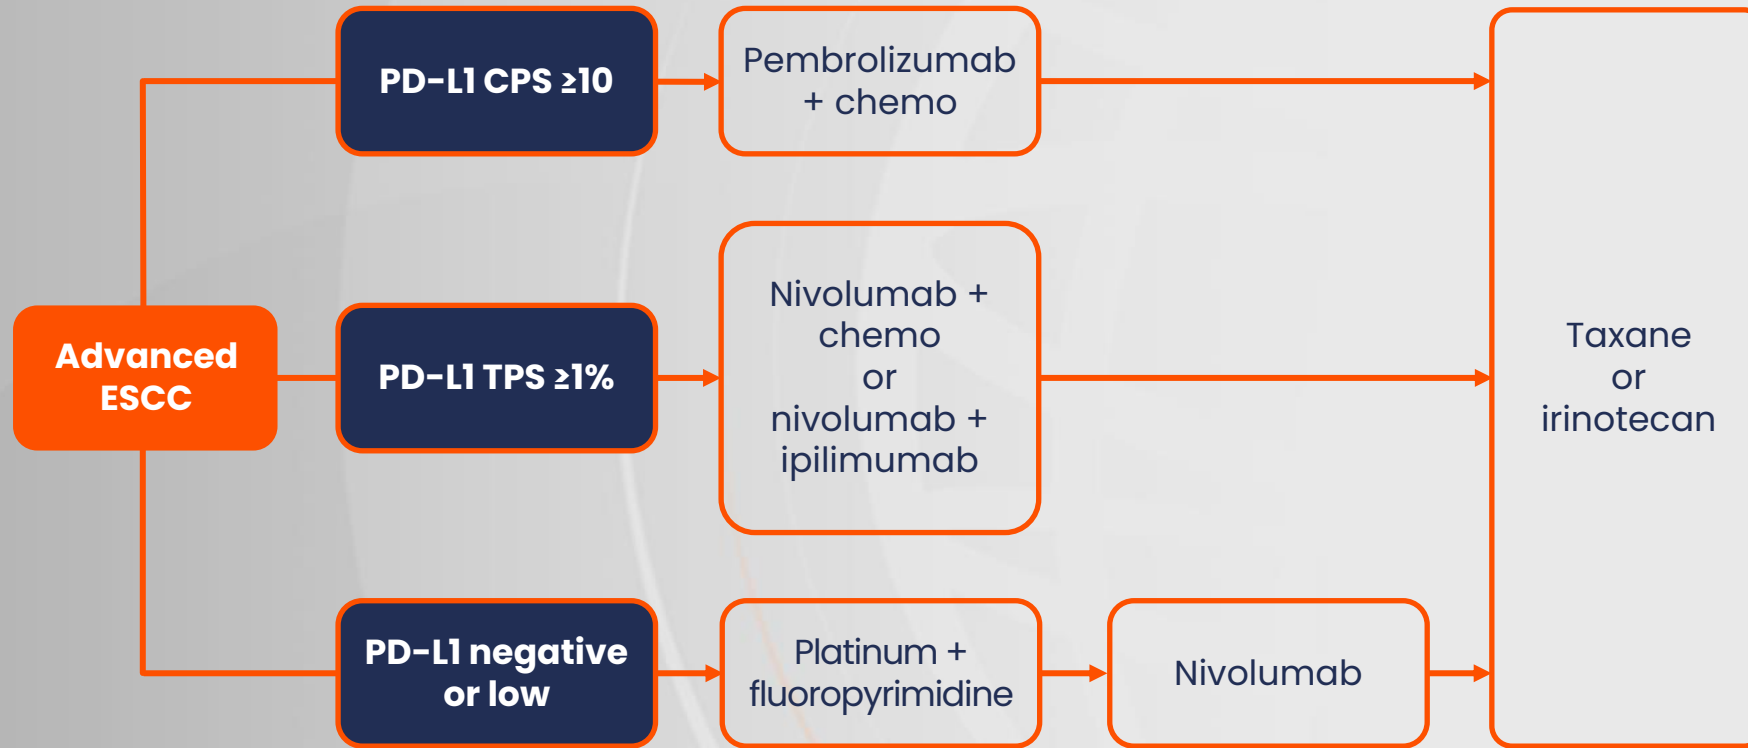 PD-L1 CPS ≥10
Pembrolizumab
+ chemo
Advanced
ESCC
PD-L1 TPS ≥1%
Nivolumab +
chemo
or
nivolumab +
ipilimumab
Taxane
or
irinotecan
PD-L1 negative
or low
Platinum +
fluoropyrimidine
Nivolumab